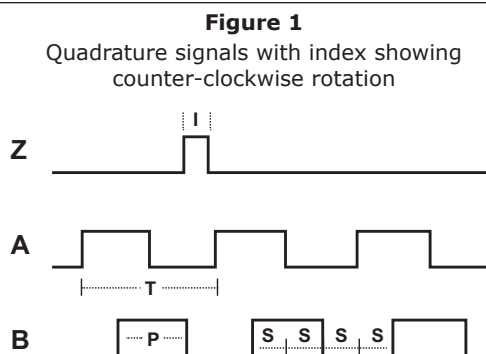 Figure 1
Quadrature signals with index showing
counter-clockwise rotation
I
Z
A
T
B
P
S S S S